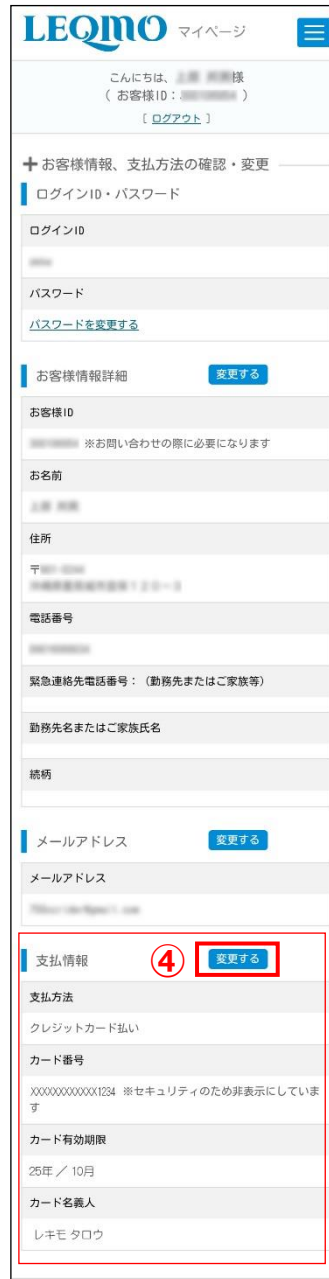 LEQMO マイページ
こんにちは、 様
( お客様ID: )
[ ログアウト ]
お客様情報、支払方法の確認・変更
ログインID・パスワード
ログインID
パスワード
パスワードを変更する
お客様情報詳細 変更する
お客様ID
※お問い合わせの際に必要になります
お名前
住所
〒
電話番号
緊急連絡先電話番号：（勤務先またはご家族等）
勤務先名またはご家族氏名
続柄
メールアドレス 変更する
メールアドレス
支払情報 ④ 変更する
支払方法
クレジットカード払い
カード番号
XXXXXXXXXXXX1234 ※セキュリティのため非表示にしていま
す
カード有効期限
25年 ／ 10月
カード名義人
レキモ タロウ